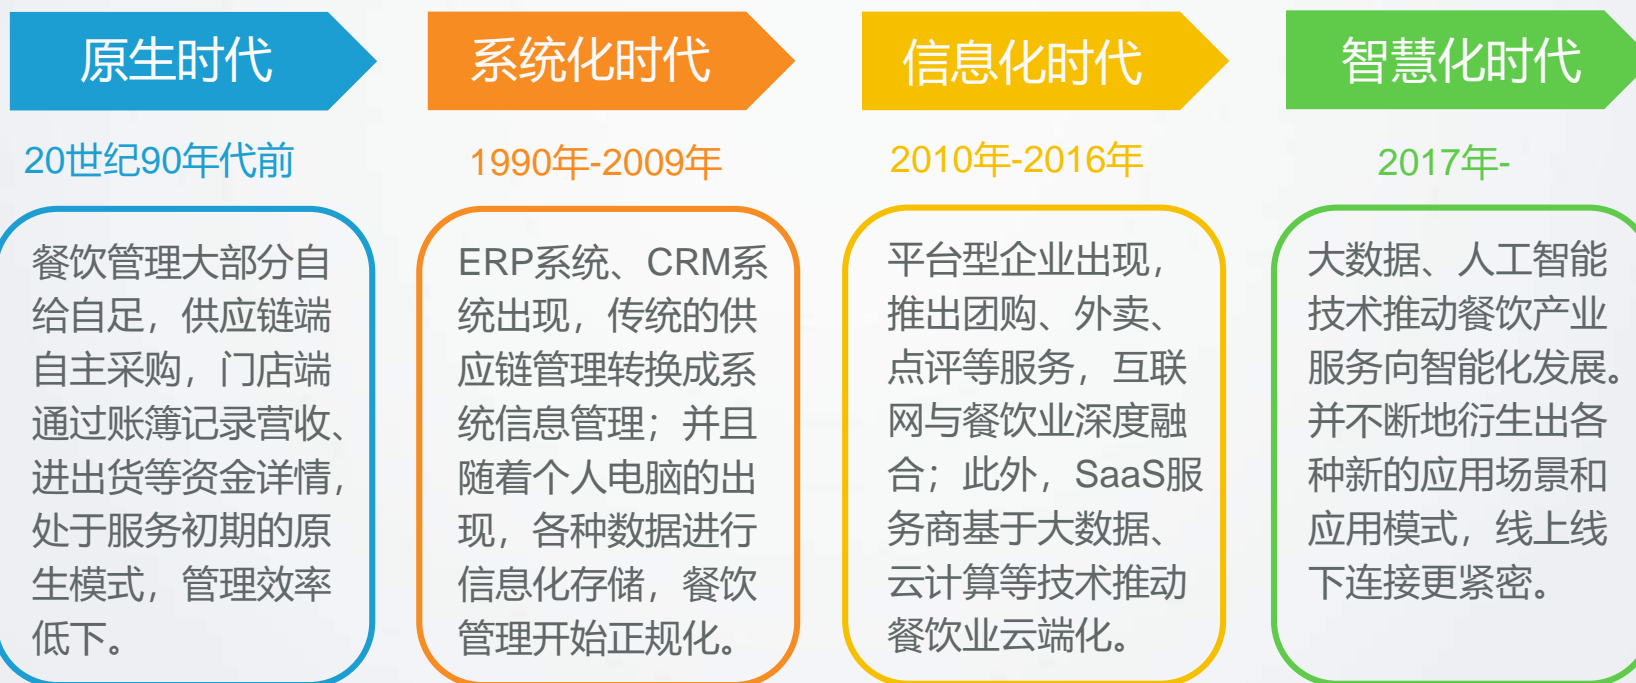 原生时代
20世纪90年代前
餐饮管理大部分自
给自足，供应链端
自主采购，门店端
通过账簿记录营收、
进出货等资金详情，
处于服务初期的原
生模式，管理效率
低下。
系统化时代
1990年-2009年
ERP系统、CRM系
统出现，传统的供
应链管理转换成系
统信息管理；并且
随着个人电脑的出
现，各种数据进行
信息化存储，餐饮
管理开始正规化。
信息化时代
2010年-2016年
平台型企业出现，
推出团购、外卖、
点评等服务，互联
网与餐饮业深度融
合；此外，SaaS服
务商基于大数据、
云计算等技术推动
餐饮业云端化。
智慧化时代
2017年-
大数据、人工智能
技术推动餐饮产业
服务向智能化发展。
并不断地衍生出各
种新的应用场景和
应用模式，线上线
下连接更紧密。